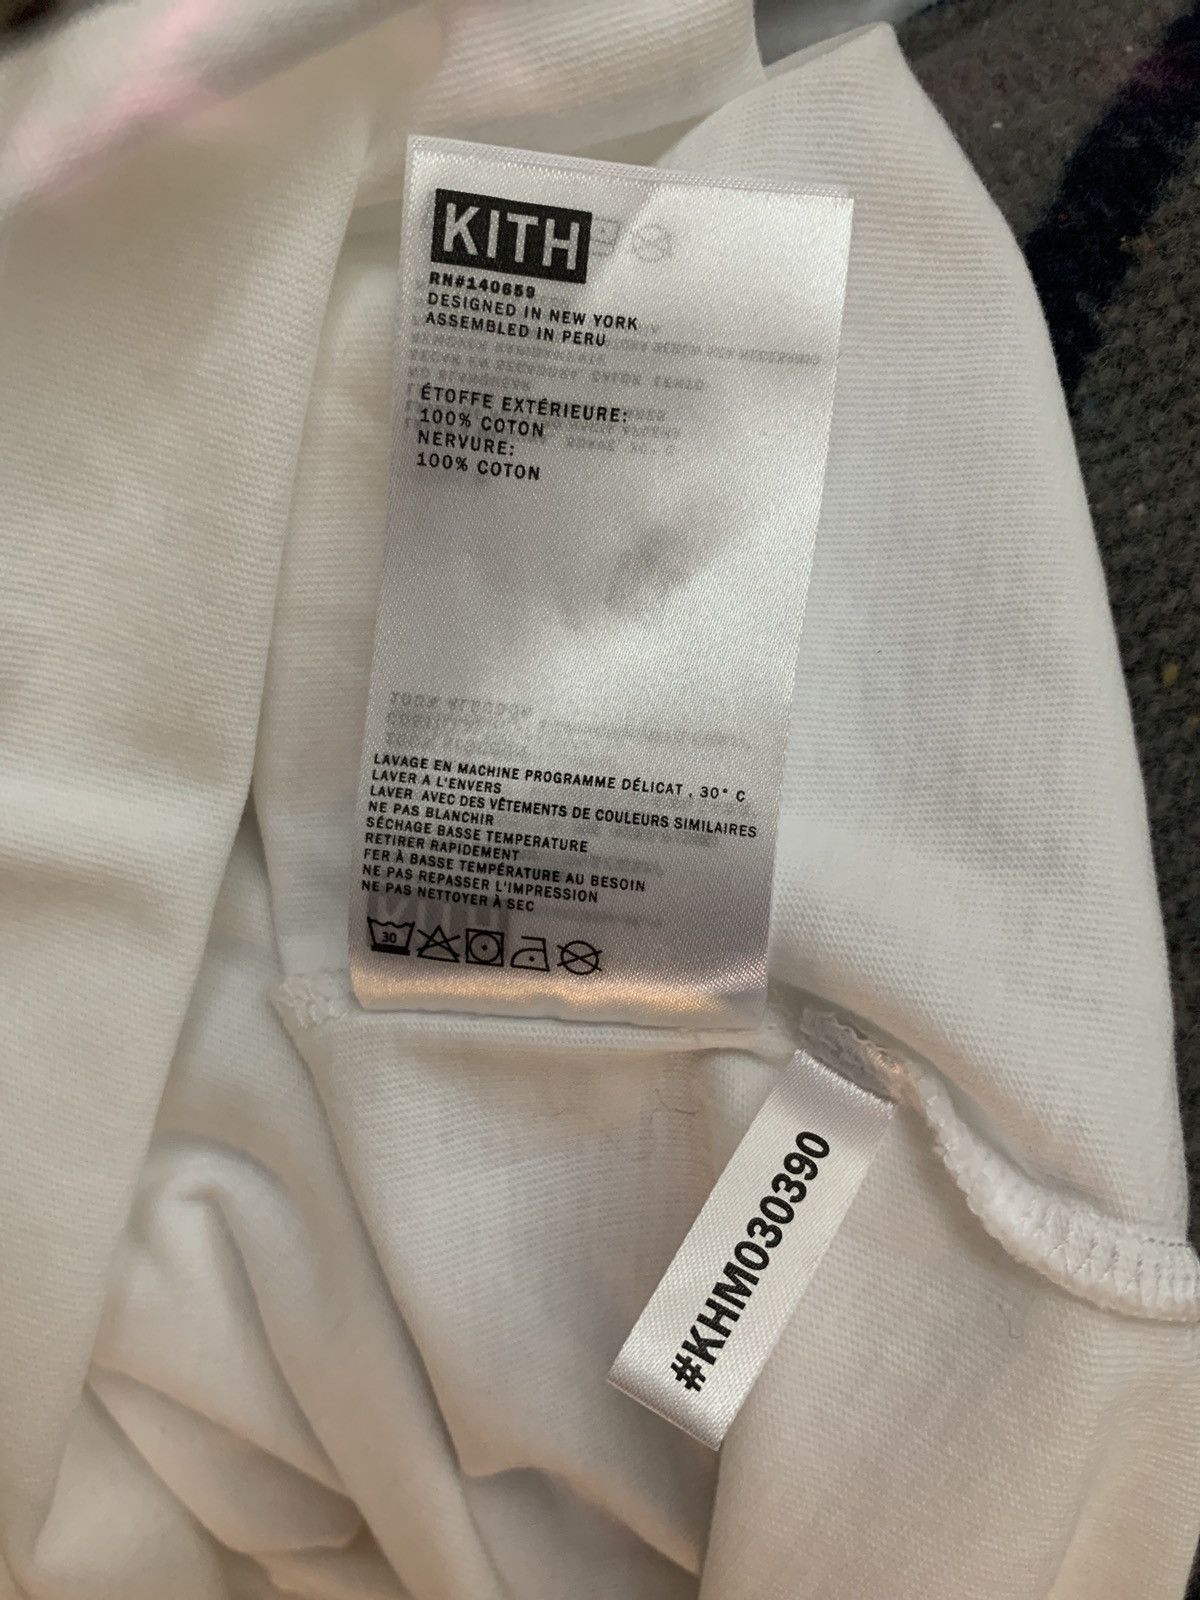 KITH
RN#140659
DESIGNED IN NEW YORK
ASSEMBLED IN PERU
ÉTOFFE EXTÉRIEURE:
100% COTON
NERVURE:
100% COTON
LAVAGE EN MACHINE PROGRAMME DÉLICAT , 30° C
LAVER A L'ENVERS
LAVER AVEC DES VÊTEMENTS DE COULEURS SIMILAIRES
NE PAS BLANCHIR
SÉCHAGE BASSE TEMPERATURE
RETIRER RAPIDEMENT
FER À BASSE TEMPÉRATURE AU BESOIN
NE PAS REPASSER L'IMPRESSION
NE PAS NETTOYER À SEC
30
#KHM030390